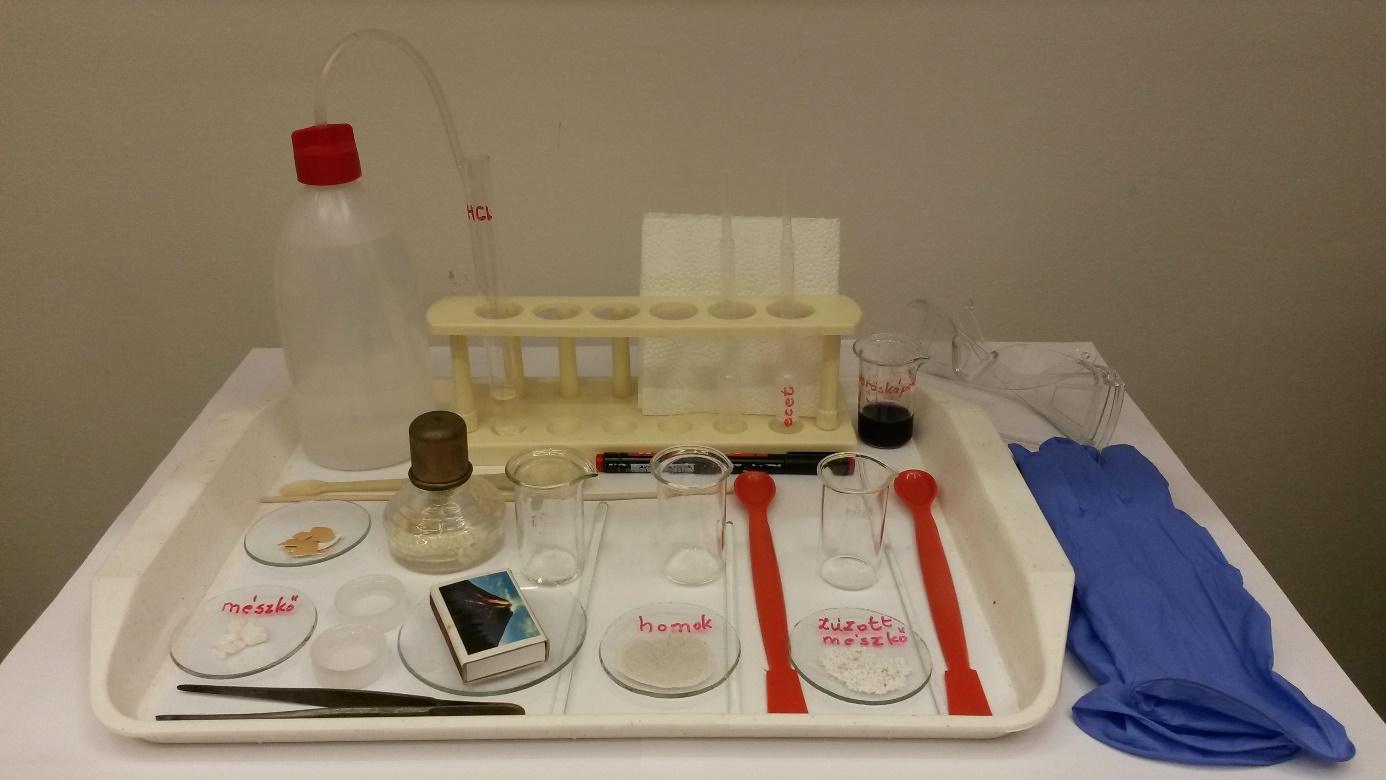 HCl
ecet
mészkő
homok
zúzott
mészkő